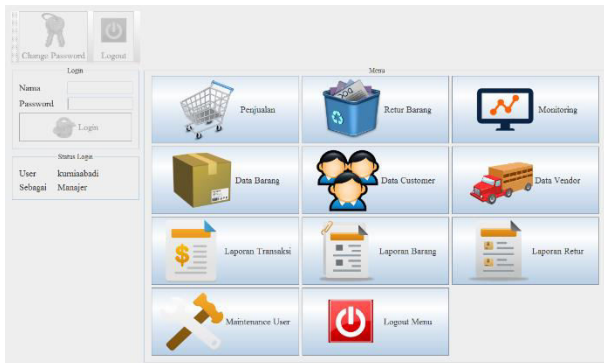 Change Password
Logout
Login
Nama
Password
Login
Status Login
User kurniaabadi
Sebagai Manajer
Menu
Penjualan
Retur Barang
Monitoring
Data Barang
Data Customer
Data Vendor
Laporan Transaksi
Laporan Barang
Laporan Retur
Maintenance User
Logout Menu